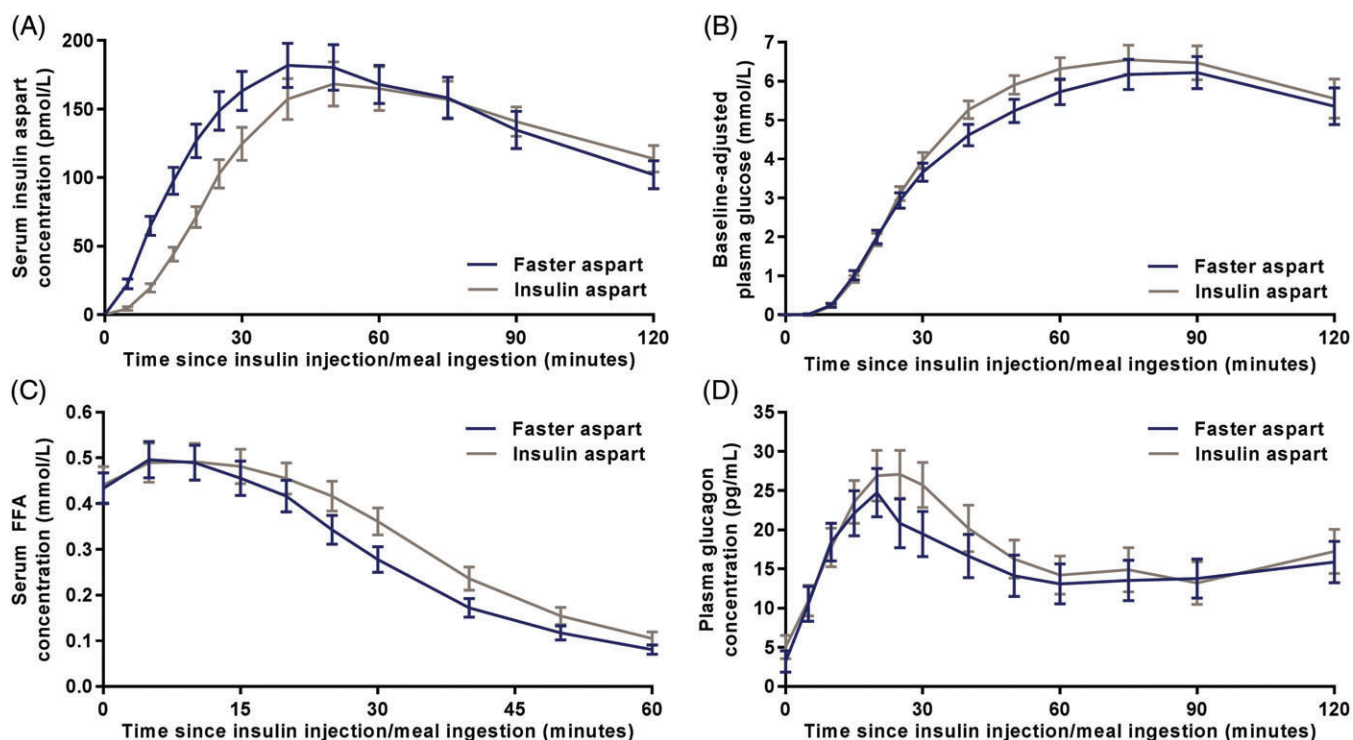 (A)
Serum insulin aspart
concentration (pmol/L)
200
150
100
50
0
0 30 60 90 120
Time since insulin injection/meal ingestion (minutes)
Faster aspart
Insulin aspart
(B)
Baseline-adjusted
plasma glucose (mmol/L)
7
6
5
4
3
2
1
0
0 30 60 90 120
Time since insulin injection/meal ingestion (minutes)
Faster aspart
Insulin aspart
(C)
Serum FFA
concentration (mmol/L)
0.6
0.5
0.4
0.3
0.2
0.1
0.0
0 15 30 45 60
Time since insulin injection/meal ingestion (minutes)
Faster aspart
Insulin aspart
(D)
Plasma glucagon
concentration (pg/mL)
35
30
25
20
15
10
5
0
0 30 60 90 120
Time since insulin injection/meal ingestion (minutes)
Faster aspart
Insulin aspart